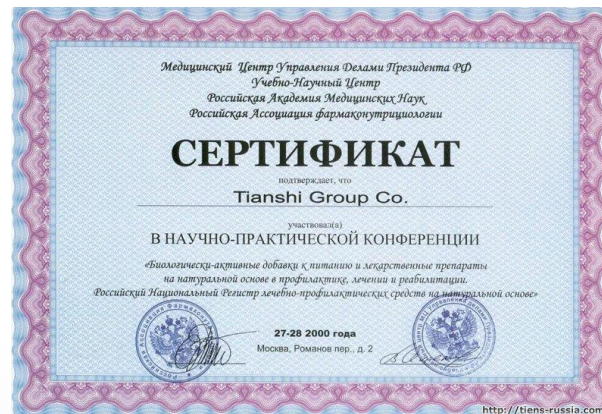 Медицинский Центр Управления Делами Президента РФ
Учебно-Научный Центр
Российская Академия Медицинских Наук
Российская Ассоциация фармаконутрициологии
СЕРТИФИКАТ
подтверждает, что
Tianshi Group Co.
участвовал(а)
В НАУЧНО-ПРАКТИЧЕСКОЙ КОНФЕРЕНЦИИ
«Биологически-активные добавки к питанию и лекарственные препараты
на натуральной основе в профилактике, лечении и реабилитации.
Российский Национальный Регистр лечебно-профилактических средств на натуральной основе»
27-28 2000 года
Москва, Романов пер., д. 2
http://tiens-russia.com